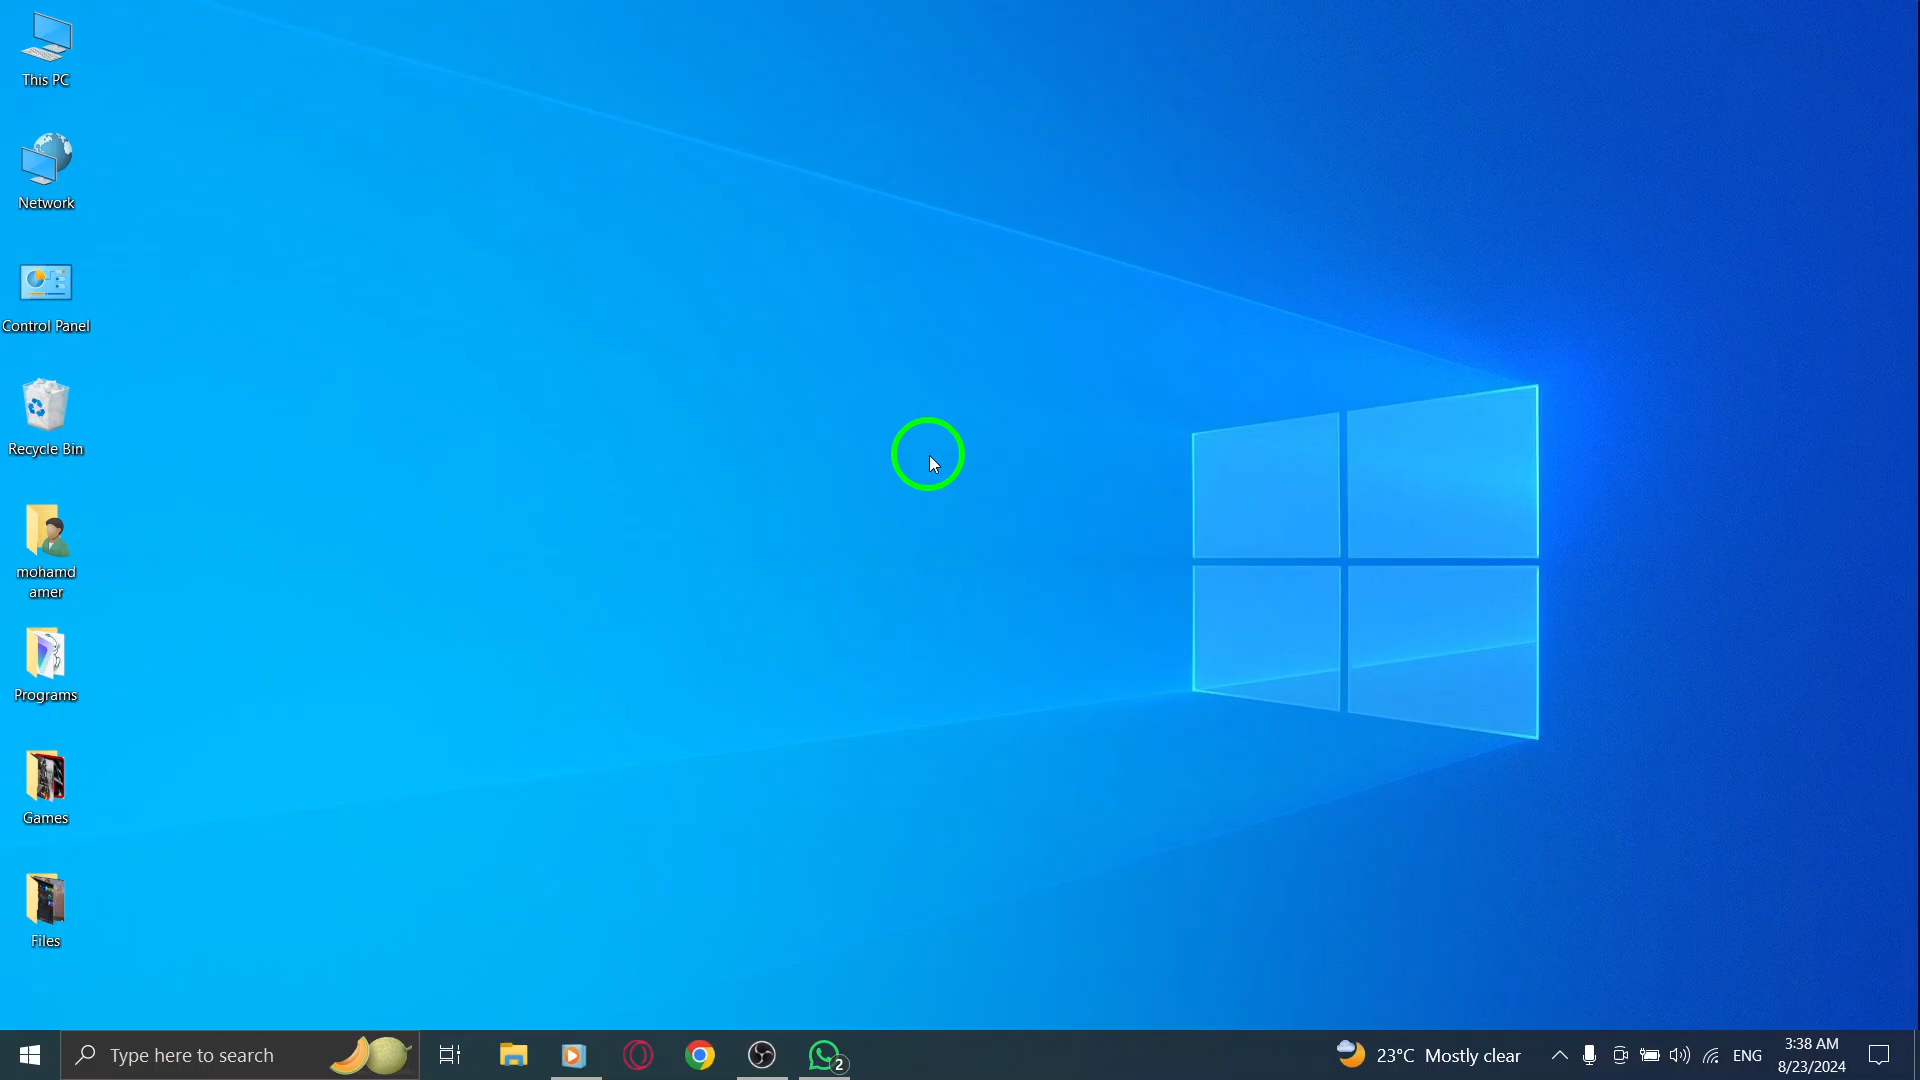 This PC
Network
Control Panel
Recycle Bin
mohamd
amer
Programs
Games
Files
Type here to search
2
23°C Mostly clear
ENG
3:38 AM
8/23/2024